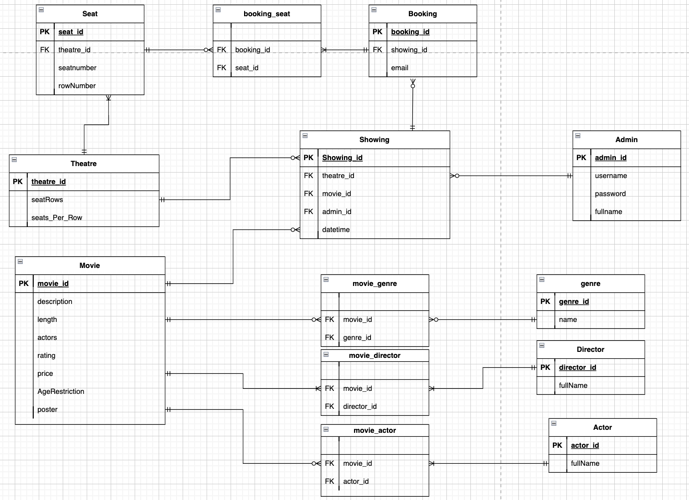 Seat
PK seat_id
FK theatre_id
seatnumber
rowNumber
booking_seat
FK booking_id
FK seat_id
Booking
PK booking_id
FK showing_id
email
Theatre
PK theatre_id
seatRows
seats_Per_Row
Showing
PK Showing_id
FK theatre_id
FK movie_id
FK admin_id
datetime
Admin
PK admin_id
username
password
fullname
Movie
PK movie_id
description
length
actors
rating
price
AgeRestriction
poster
movie_genre
FK movie_id
FK genre_id
genre
PK genre_id
name
movie_director
FK movie_id
FK director_id
Director
PK director_id
fullName
movie_actor
FK movie_id
FK actor_id
Actor
PK actor_id
fullName